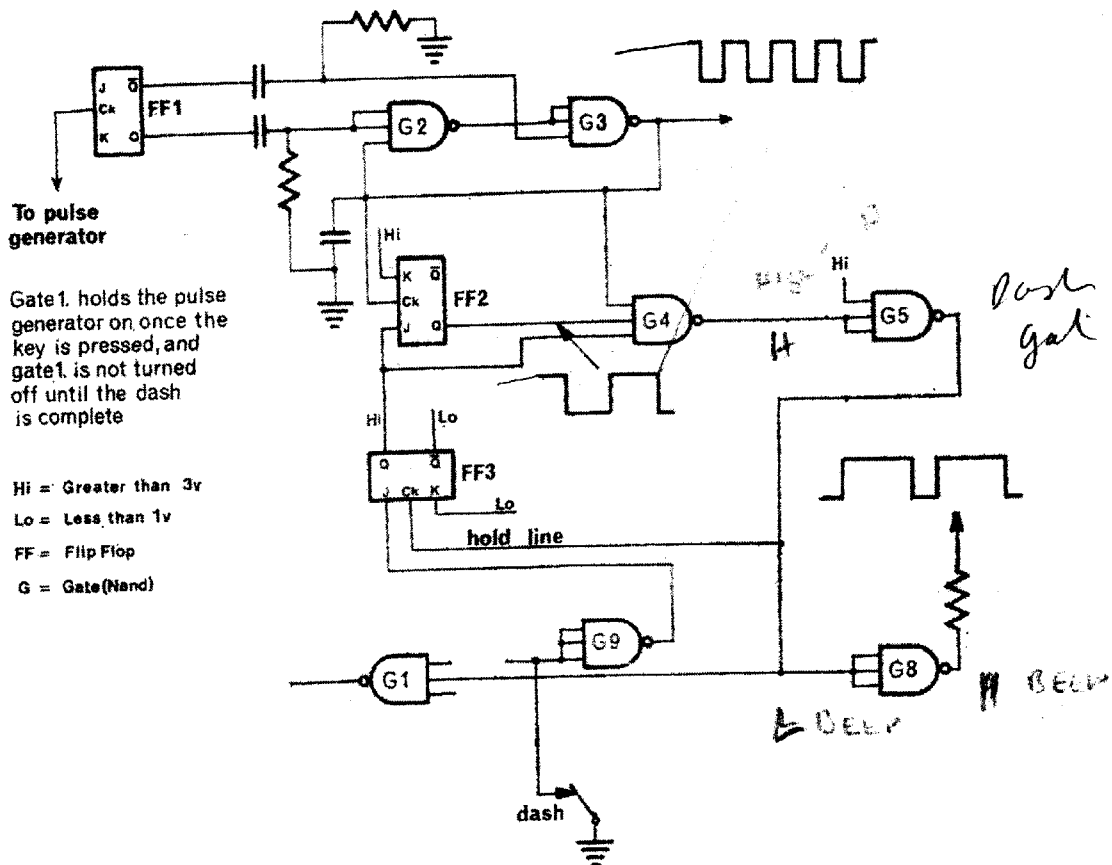 J Q̅
Ck FF1
K Q
G2
G3
To pulse
generator
Hi
K Q̅
Ck FF2
J Q
G4
Hi
G5
Dash
H
Gate1. holds the pulse
generator on once the
key is pressed, and
gate1. is not turned
off until the dash
is complete
Hi
Lo
Q Q̅
J Ck K
FF3
Lo
Hi = Greater than 3v
Lo = Less than 1v
FF = Flip Flop
G = Gate(Nand)
hold line
G9
G1
G8
BEEP
L BEEP
dash